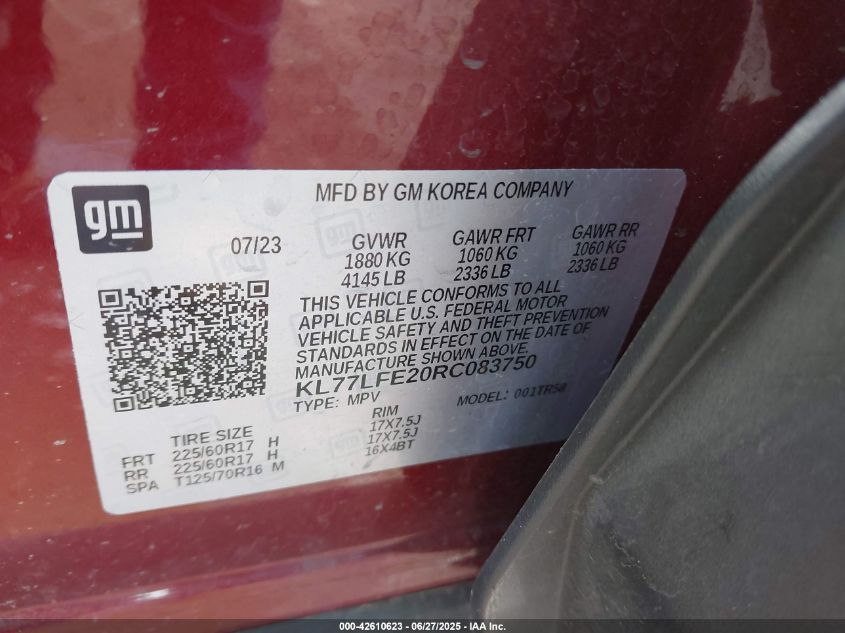 gm
MFD BY GM KOREA COMPANY
07/23 GVWR GAWR FRT GAWR RR
1880 KG 1060 KG 1060 KG
4145 LB 2336 LB 2336 LB
THIS VEHICLE CONFORMS TO ALL
APPLICABLE U.S. FEDERAL MOTOR
VEHICLE SAFETY AND THEFT PREVENTION
STANDARDS IN EFFECT ON THE DATE OF
MANUFACTURE SHOWN ABOVE.
KL77LFE20RC083750
TYPE: MPV MODEL: 001TR58
TIRE SIZE RIM
FRT 225/60R17 H 17X7.5J
RR 225/60R17 H 17X7.5J
SPA T125/70R16 M 16X4BT
000-42610623 - 06/27/2025 - IAAI.COM